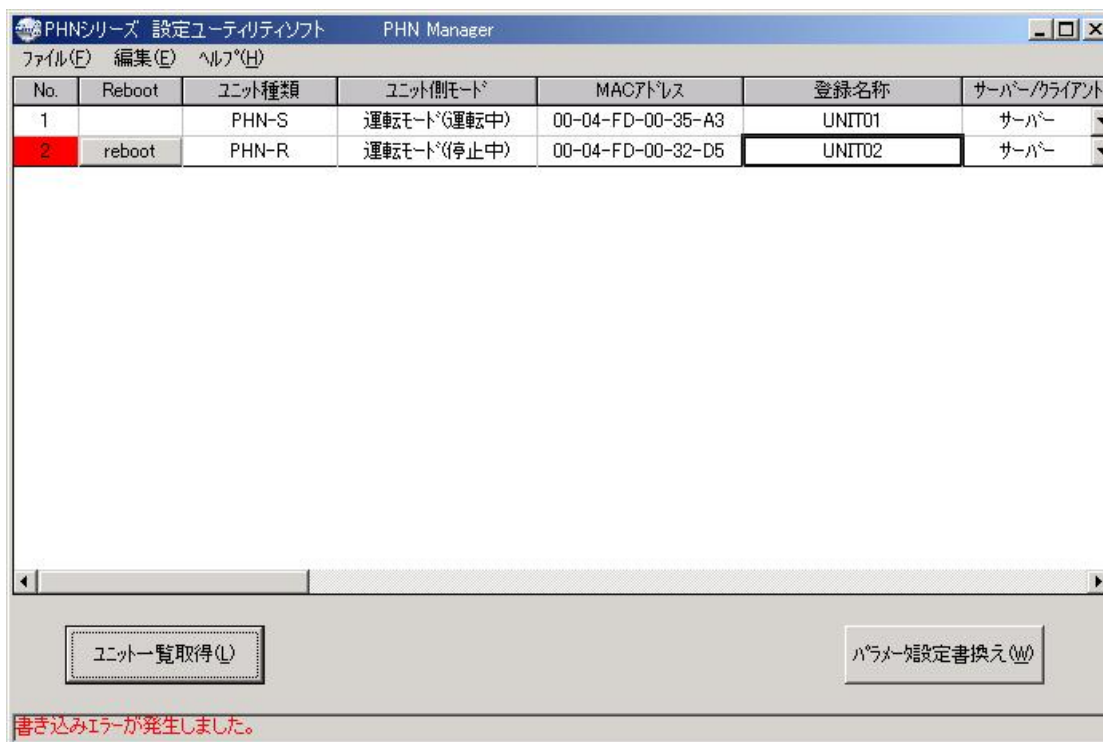 PHNシリーズ 設定ユーティリティソフト PHN Manager
ファイル(F) 編集(E) ヘルプ(H)
No. Reboot ユニット種類 ユニット側モード MACアドレス 登録名称 サーバー/クライアント
1 PHN-S 運転モード(運転中) 00-04-FD-00-35-A3 UNIT01 サーバー
2 reboot PHN-R 運転モード(停止中) 00-04-FD-00-32-D5 UNIT02 サーバー
ユニット一覧取得(L) パラメータ設定書換え(W)
書き込みエラーが発生しました。